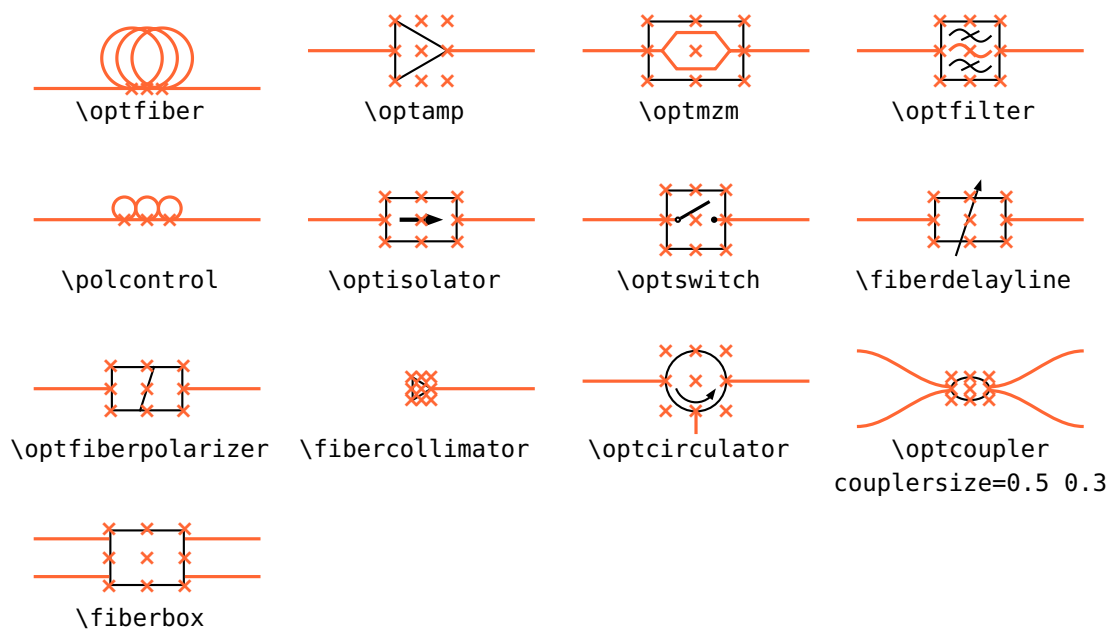 \optfiber
\optamp
\optmzm
\optfilter
\polcontrol
\optisolator
\optswitch
\fiberdelayline
\optfiberpolarizer
\fibercollimator
\optcirculator
\optcoupler
couplersize=0.5 0.3
\fiberbox